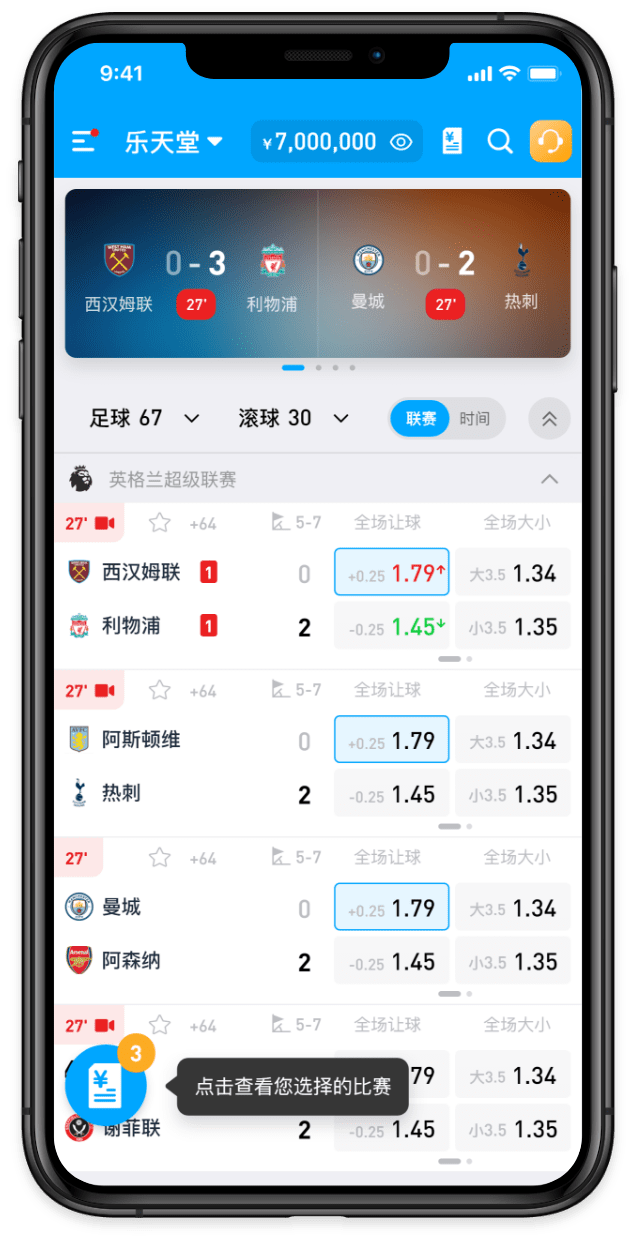 9:41
乐天堂 ¥7,000,000
0 - 3 0 - 2
西汉姆联 27' 利物浦 曼城 27' 热刺
足球 67 滚球 30 联赛 时间
英格兰超级联赛
27' +64 5-7 全场让球 全场大小
西汉姆联 1 0 +0.25 1.79↑ 大3.5 1.34
利物浦 1 2 -0.25 1.45↓ 小3.5 1.35
27' +64 5-7 全场让球 全场大小
阿斯顿维 0 +0.25 1.79 大3.5 1.34
热刺 2 -0.25 1.45 小3.5 1.35
27' +64 5-7 全场让球 全场大小
曼城 0 +0.25 1.79 大3.5 1.34
阿森纳 2 -0.25 1.45 小3.5 1.35
27' +64 5-7 全场让球 全场大小
3
¥
79 大3.5 1.34
点击查看您选择的比赛
谢菲联 2 -0.25 1.45 小3.5 1.35